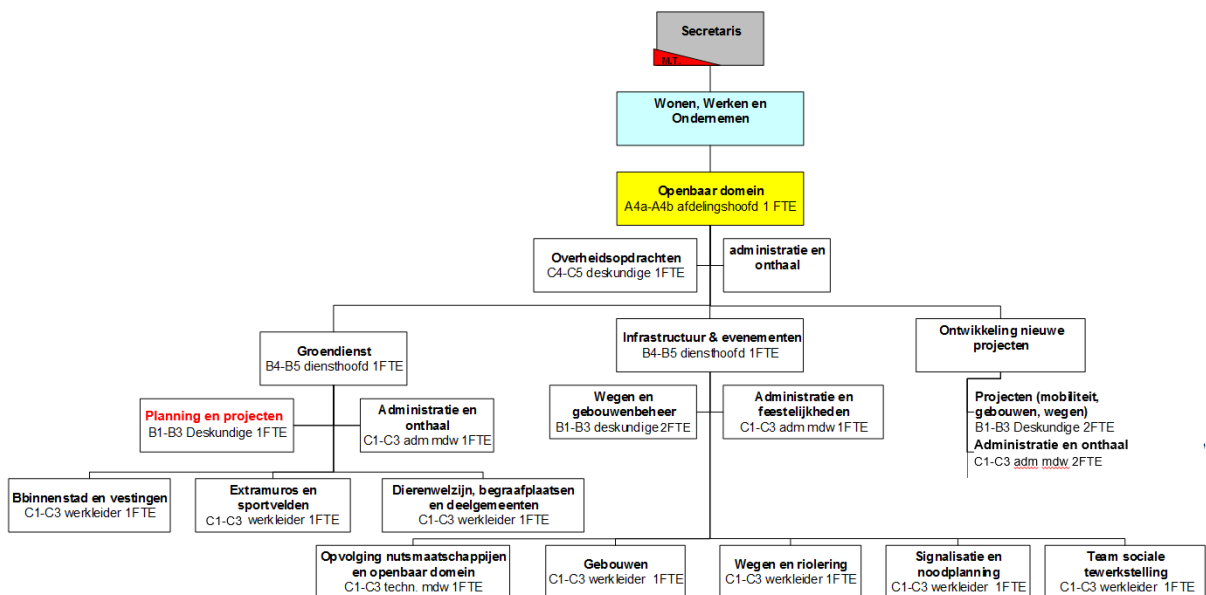 Secretaris
M.T.
Wonen, Werken en
Ondernemen
Openbaar domein
A4a-A4b afdelingshoofd 1 FTE
Overheidsopdrachten
C4-C5 deskundige 1FTE
administratie en
onthaal
Groendienst
B4-B5 diensthoofd 1FTE
Infrastructuur & evenementen
B4-B5 diensthoofd 1FTE
Ontwikkeling nieuwe
projecten
Planning en projecten
B1-B3 Deskundige 1FTE
Administratie en
onthaal
C1-C3 adm mdw 1FTE
Wegen en
gebouwenbeheer
B1-B3 deskundige 2FTE
Administratie en
feestelijkheden
C1-C3 adm mdw 1FTE
Projecten (mobiliteit,
gebouwen, wegen)
B1-B3 Deskundige 2FTE
Administratie en onthaal
C1-C3 adm mdw 2FTE
Bbinnenstad en vestingen
C1-C3 werkleider 1FTE
Extramuros en
sportvelden
C1-C3 werkleider 1FTE
Dierenwelzijn, begraafplaatsen
en deelgemeenten
C1-C3 werkleider 1FTE
Opvolging nutsmaatschappijen
en openbaar domein
C1-C3 techn. mdw 1FTE
Gebouwen
C1-C3 werkleider 1FTE
Wegen en riolering
C1-C3 werkleider 1FTE
Signalisatie en
noodplanning
C1-C3 werkleider 1FTE
Team sociale
tewerkstelling
C1-C3 werkleider 1FTE